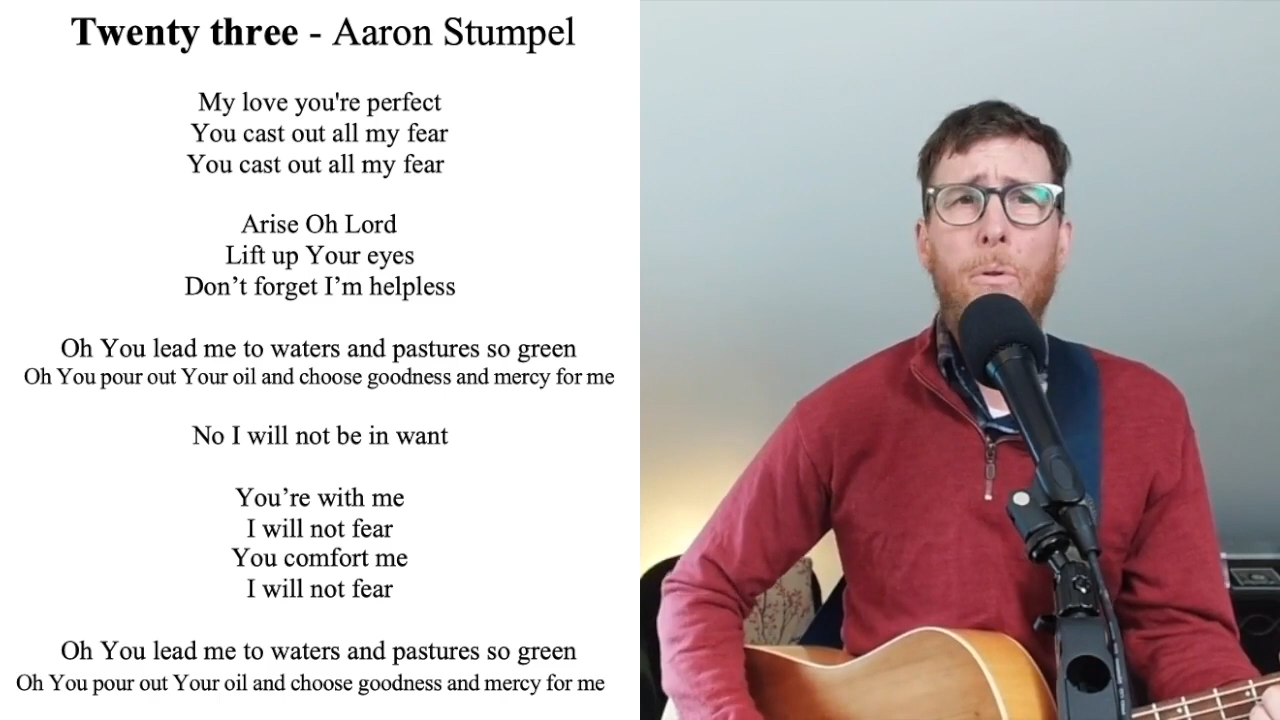 Twenty three - Aaron Stumpel
My love you're perfect
You cast out all my fear
You cast out all my fear
Arise Oh Lord
Lift up Your eyes
Don’t forget I’m helpless
Oh You lead me to waters and pastures so green
Oh You pour out Your oil and choose goodness and mercy for me
No I will not be in want
You’re with me
I will not fear
You comfort me
I will not fear
Oh You lead me to waters and pastures so green
Oh You pour out Your oil and choose goodness and mercy for me